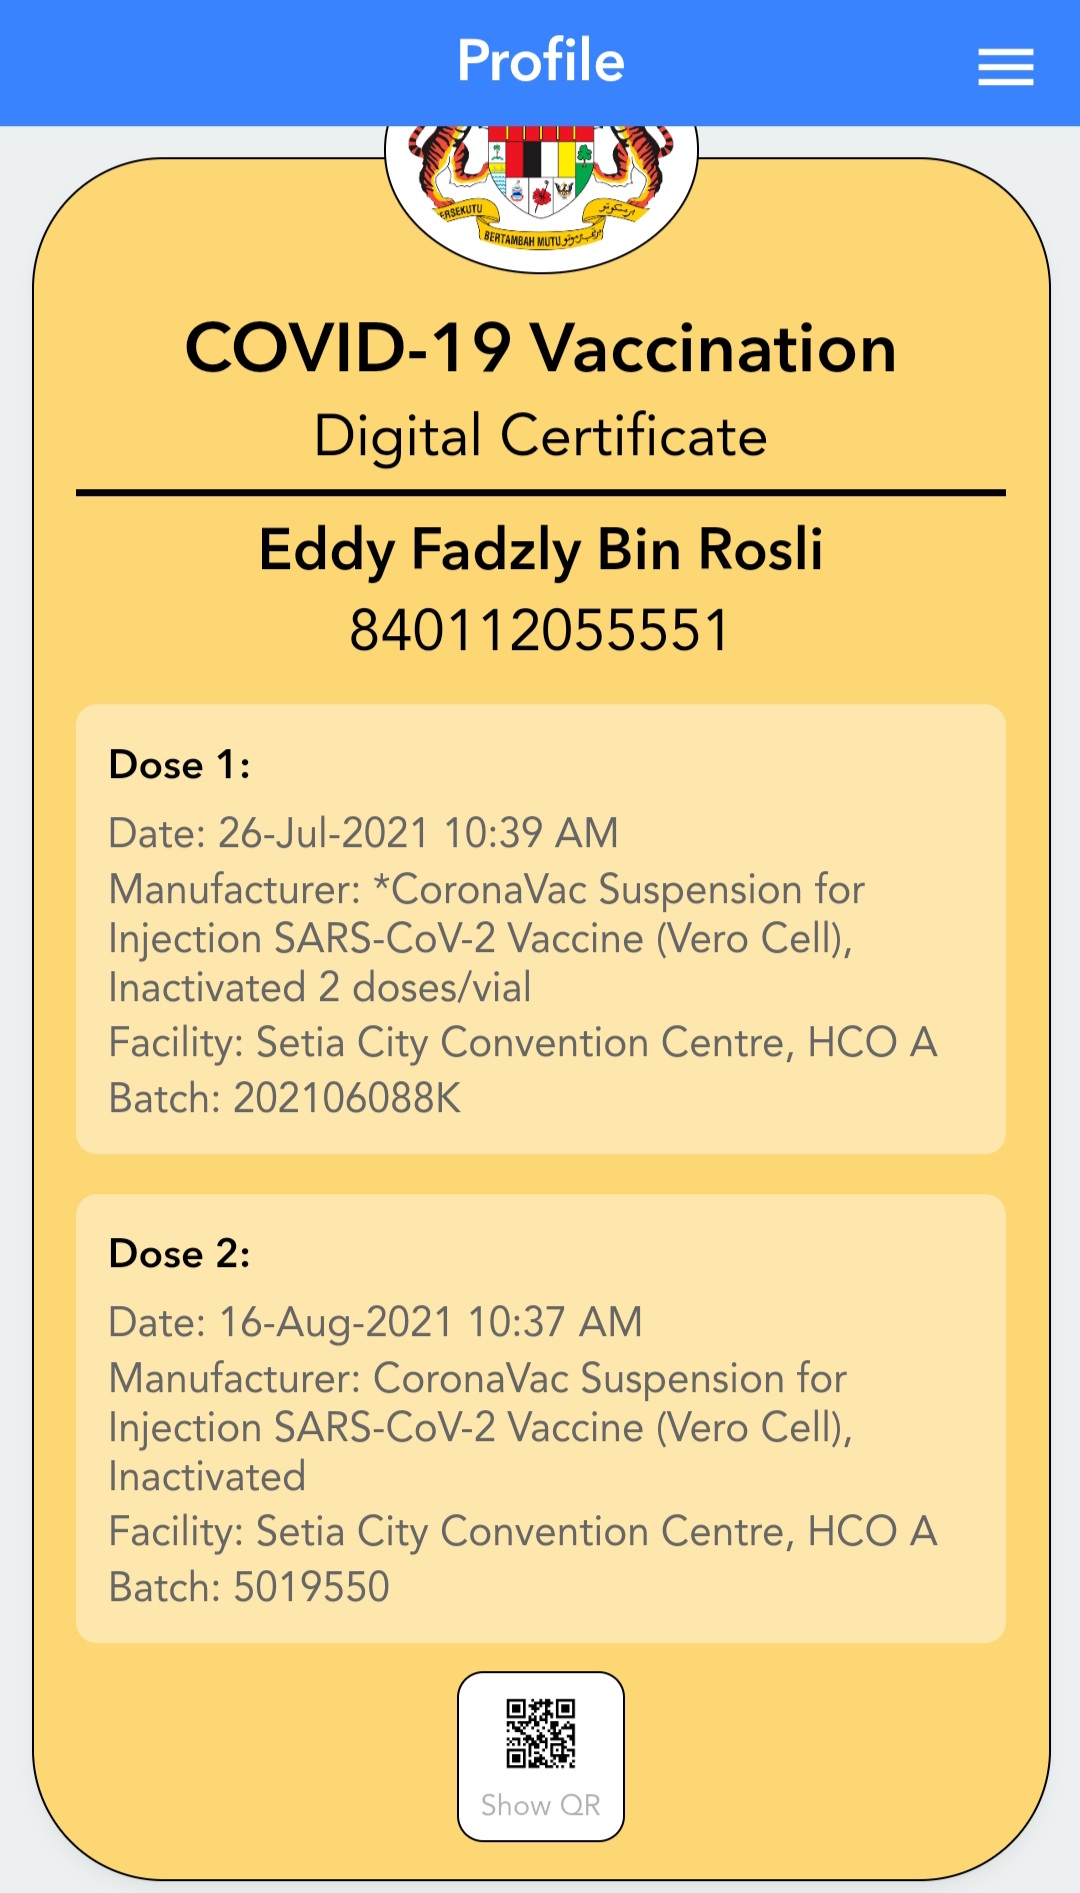 Profile
ERSEKUTU
BERTAMBAH MUTU
COVID-19 Vaccination
Digital Certificate
Eddy Fadzly Bin Rosli
840112055551
Dose 1:
Date: 26-Jul-2021 10:39 AM
Manufacturer: *CoronaVac Suspension for
Injection SARS-CoV-2 Vaccine (Vero Cell),
Inactivated 2 doses/vial
Facility: Setia City Convention Centre, HCO A
Batch: 202106088K
Dose 2:
Date: 16-Aug-2021 10:37 AM
Manufacturer: CoronaVac Suspension for
Injection SARS-CoV-2 Vaccine (Vero Cell),
Inactivated
Facility: Setia City Convention Centre, HCO A
Batch: 5019550
Show QR